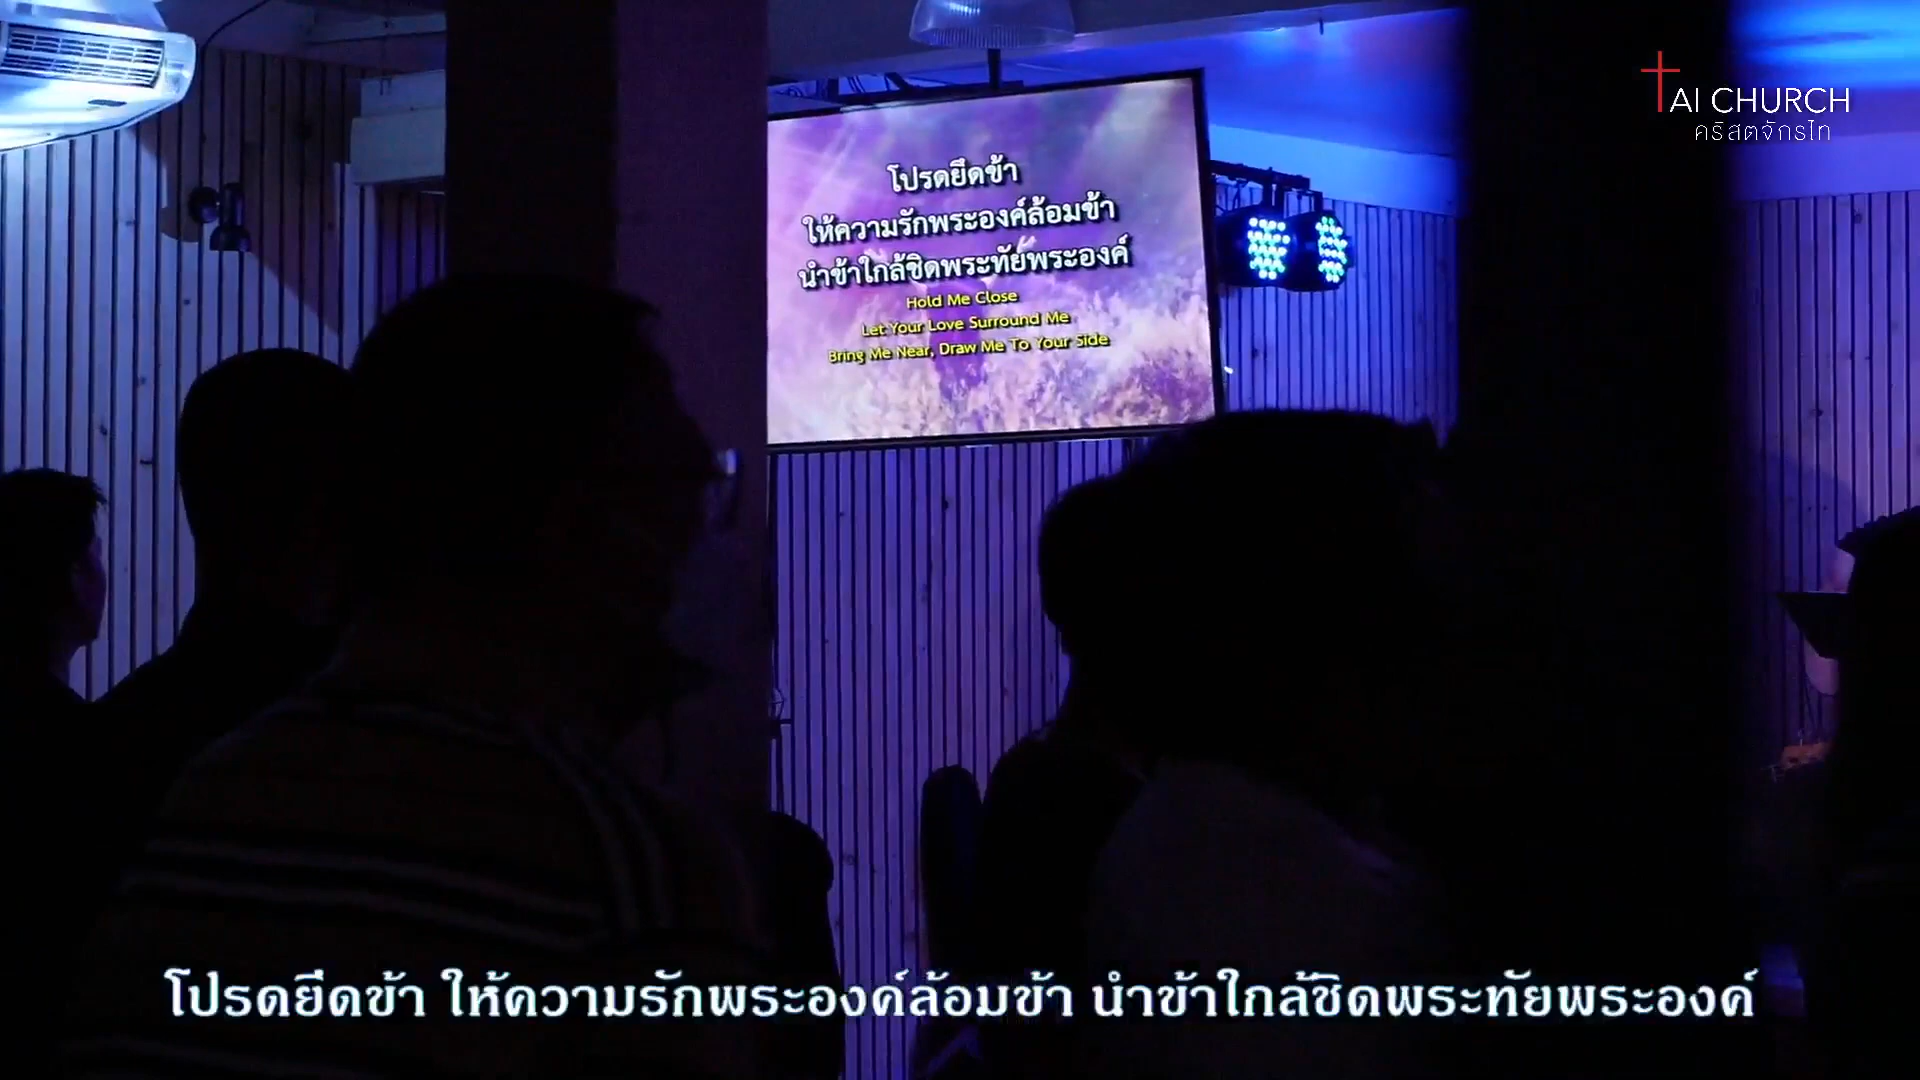 TAI CHURCH
คริสตจักรไท
โปรดยึดข้า
ให้ความรักพระองค์ล้อมข้า
นำข้าใกล้ชิดพระทัยพระองค์
Hold Me Close
Let Your Love Surround Me
Bring Me Near, Draw Me To Your Side
โปรดยึดข้า ให้ความรักพระองค์ล้อมข้า นำข้าใกล้ชิดพระทัยพระองค์